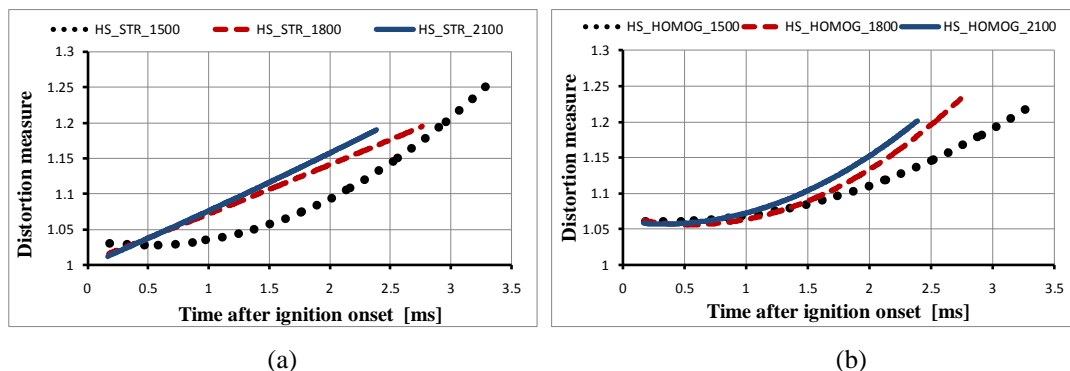 HS_STR_1500 HS_STR_1800 HS_STR_2100
1.3
1.25
1.2
1.15
1.1
1.05
1
Distortion measure
0 0.5 1 1.5 2 2.5 3 3.5
Time after ignition onset [ms]
(a)
HS_HOMOG_1500 HS_HOMOG_1800 HS_HOMOG_2100
1.3
1.25
1.2
1.15
1.1
1.05
1
Distortion measure
0 0.5 1 1.5 2 2.5 3 3.5
Time after ignition onset [ms]
(b)